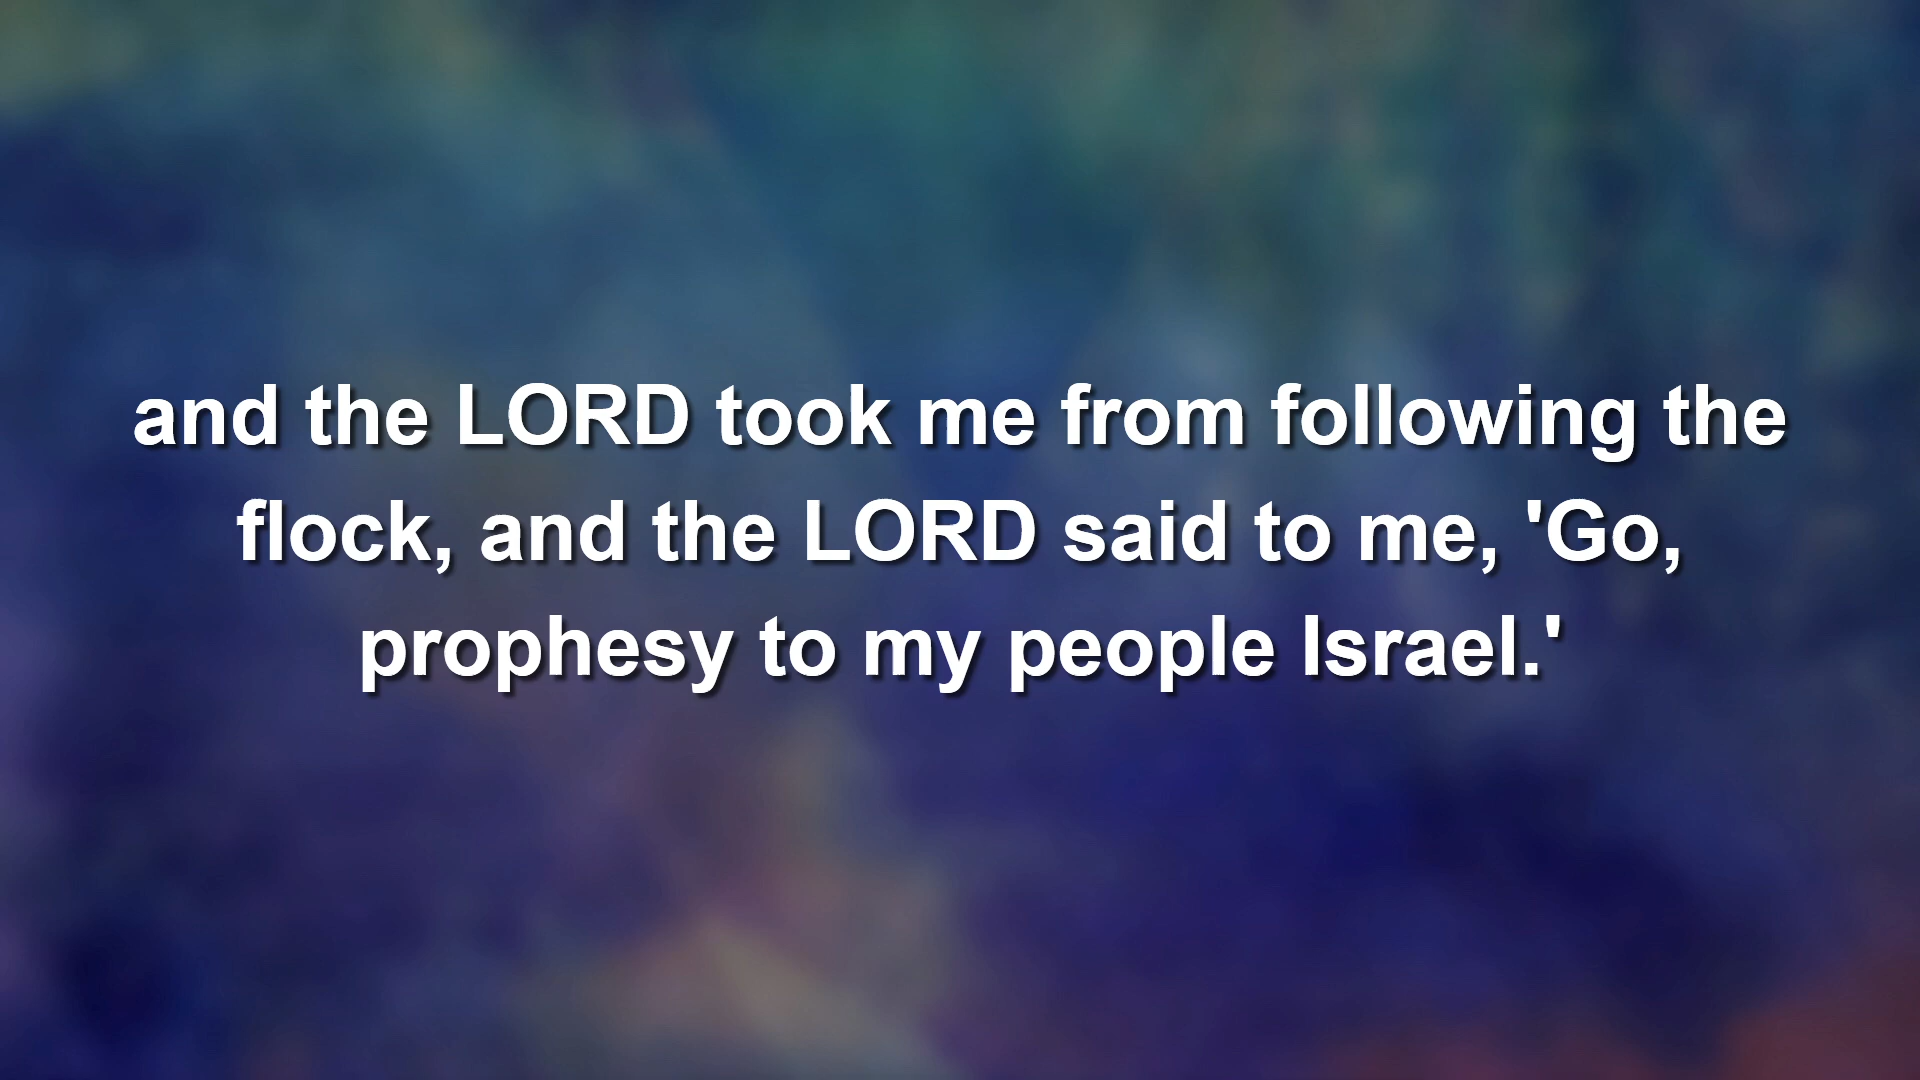 and the LORD took me from following the
flock, and the LORD said to me, 'Go,
prophesy to my people Israel.'